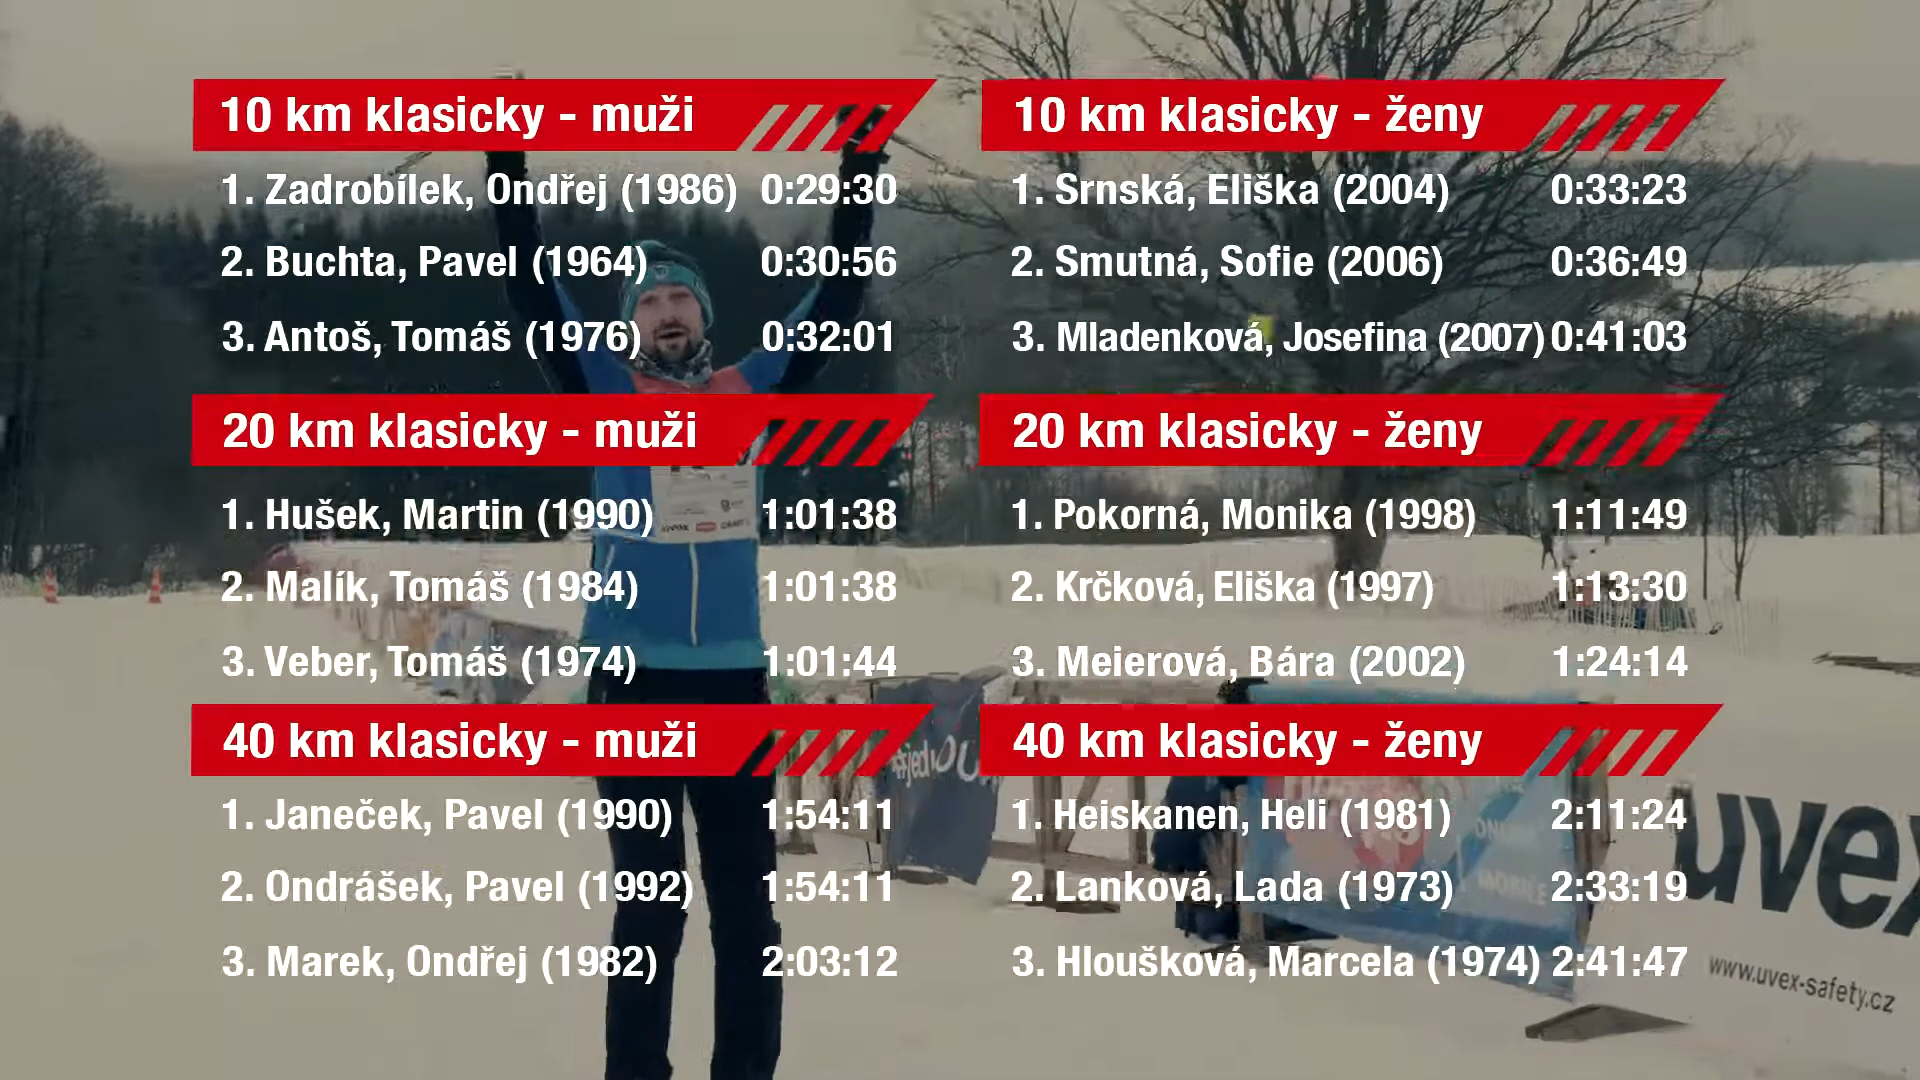 10 km klasicky - muži
1. Zadrobílek, Ondřej (1986) 0:29:30
2. Buchta, Pavel (1964) 0:30:56
3. Antoš, Tomáš (1976) 0:32:01
20 km klasicky - muži
1. Hušek, Martin (1990) 1:01:38
2. Malík, Tomáš (1984) 1:01:38
3. Veber, Tomáš (1974) 1:01:44
40 km klasicky - muži
1. Janeček, Pavel (1990) 1:54:11
2. Ondrášek, Pavel (1992) 1:54:11
3. Marek, Ondřej (1982) 2:03:12
10 km klasicky - ženy
1. Srnská, Eliška (2004) 0:33:23
2. Smutná, Sofie (2006) 0:36:49
3. Mladenková, Josefina (2007) 0:41:03
20 km klasicky - ženy
1. Pokorná, Monika (1998) 1:11:49
2. Krčková, Eliška (1997) 1:13:30
3. Meierová, Bára (2002) 1:24:14
40 km klasicky - ženy
1. Heiskanen, Heli (1981) 2:11:24
2. Lanková, Lada (1973) 2:33:19
3. Hloušková, Marcela (1974) 2:41:47
uvex
www.uvex-safety.cz